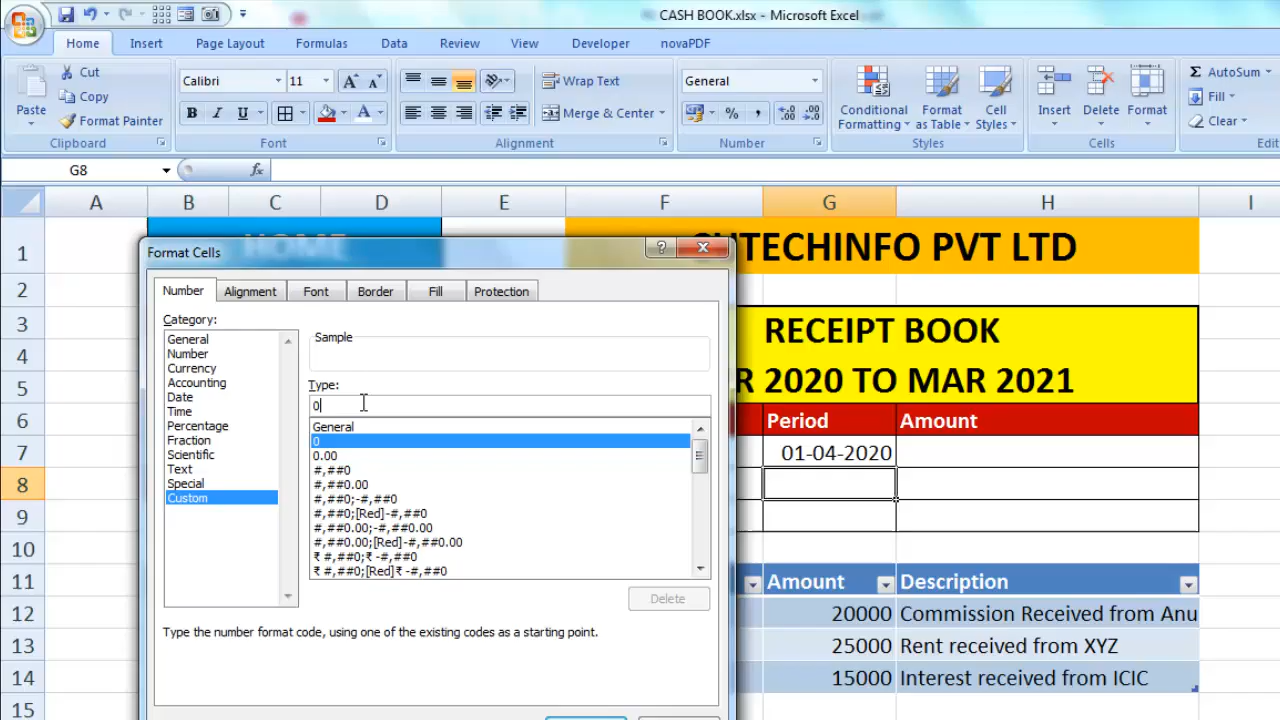 CASH BOOK.xlsx - Microsoft Excel
Home Insert Page Layout Formulas Data Review View Developer novaPDF
Paste
Cut
Copy
Format Painter
Clipboard
Calibri 11
B I U A
Font
Wrap Text
Merge & Center
Alignment
General
% ,
Number
Conditional Formatting
Format as Table
Cell Styles
Styles
Insert Delete Format
Cells
Σ AutoSum
Fill
Clear
Edit
G8 fx
A B C D E F G H I
1 HOME UTECHINFO PVT LTD
2
3 RECEIPT BOOK
4
5 R 2020 TO MAR 2021
6 Period Amount
7 01-04-2020
8
9
10
11 Amount Description
12 20000 Commission Received from Anu
13 25000 Rent received from XYZ
14 15000 Interest received from ICIC
15
Format Cells
Number Alignment Font Border Fill Protection
Category:
General
Number
Currency
Accounting
Date
Time
Percentage
Fraction
Scientific
Text
Special
Custom
Sample
Type:
0
General
0
0.00
#,##0
#,##0.00
#,##0;-#,##0
#,##0;[Red]-#,##0
#,##0.00;-#,##0.00
#,##0.00;[Red]-#,##0.00
₹ #,##0;₹ -#,##0
₹ #,##0;[Red]₹ -#,##0
Delete
Type the number format code, using one of the existing codes as a starting point.